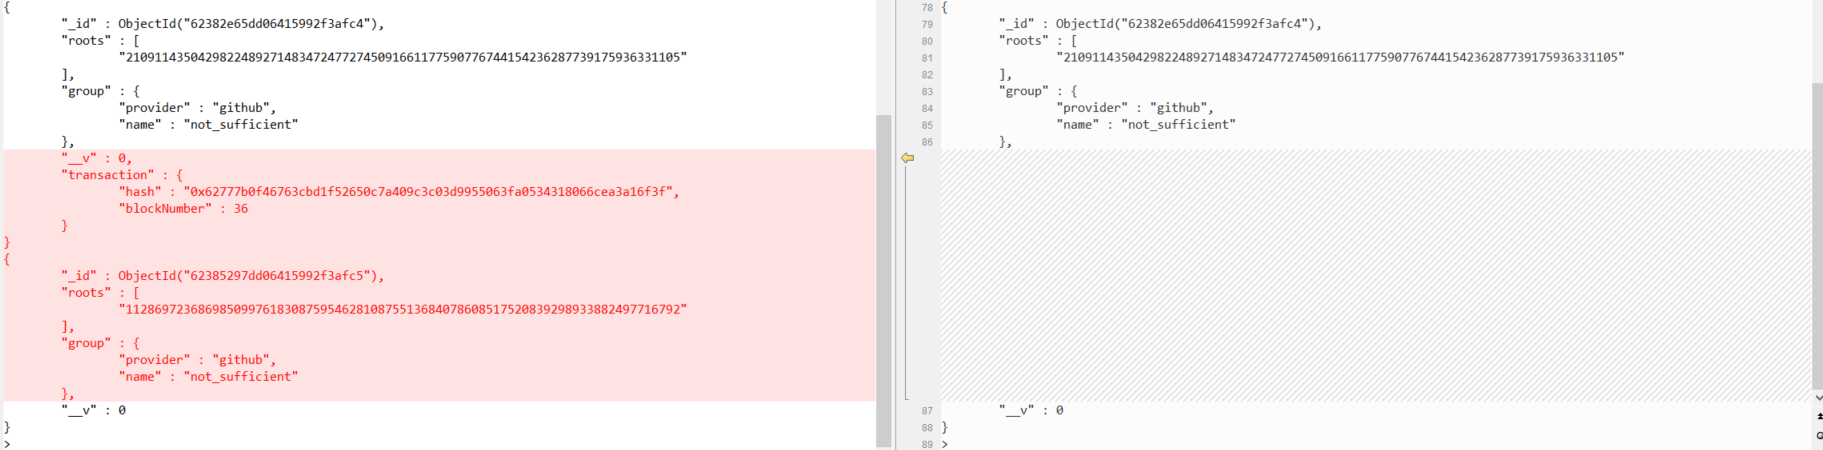 {
"_id" : ObjectId("62382e65dd06415992f3afc4"),
"roots" : [
"21091143504298224892714834724772745091661177590776744154236287739175936331105"
],
"group" : {
"provider" : "github",
"name" : "not_sufficient"
},
"__v" : 0,
"transaction" : {
"hash" : "0x62777b0f46763cbd1f52650c7a409c3c03d9955063fa0534318066cea3a16f3f",
"blockNumber" : 36
}
}
{
"_id" : ObjectId("62385297dd06415992f3afc5"),
"roots" : [
"11286972368698509976183087595462810875513684078608517520839298933882497716792"
],
"group" : {
"provider" : "github",
"name" : "not_sufficient"
},
"__v" : 0
}
>
78 {
79 "_id" : ObjectId("62382e65dd06415992f3afc4"),
80 "roots" : [
81 "21091143504298224892714834724772745091661177590776744154236287739175936331105"
82 ],
83 "group" : {
84 "provider" : "github",
85 "name" : "not_sufficient"
86 },
87 "__v" : 0
88 }
89 >